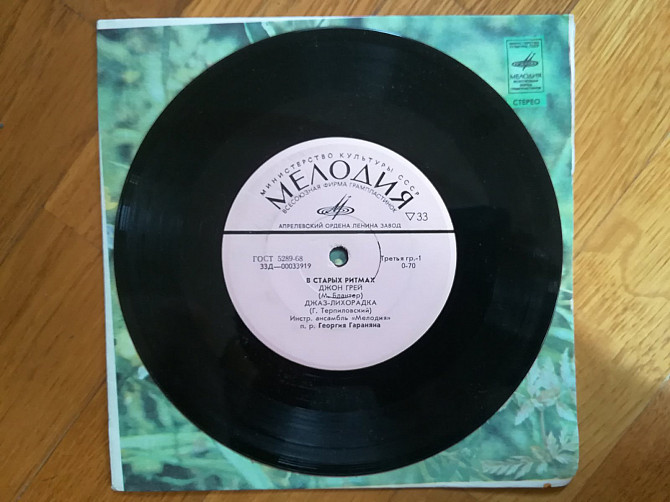 МИНИСТЕРСТВО КУЛЬТУРЫ СССР
МЕЛОДИЯ
ВСЕСОЮЗНАЯ ФИРМА ГРАМПЛАСТИНОК
▽33
АПРЕЛЕВСКИЙ ОРДЕНА ЛЕНИНА ЗАВОД
ГОСТ 5289-68
33Д—00033919
Третья гр.-1
0-70
В СТАРЫХ РИТМАХ
ДЖОН ГРЕЙ
(М. Блантер)
ДЖАЗ-ЛИХОРАДКА
(Г. Терпиловский)
Инстр. ансамбль «Мелодия»
п. р. Георгия Гараняна
МЕЛОДИЯ
СТЕРЕО